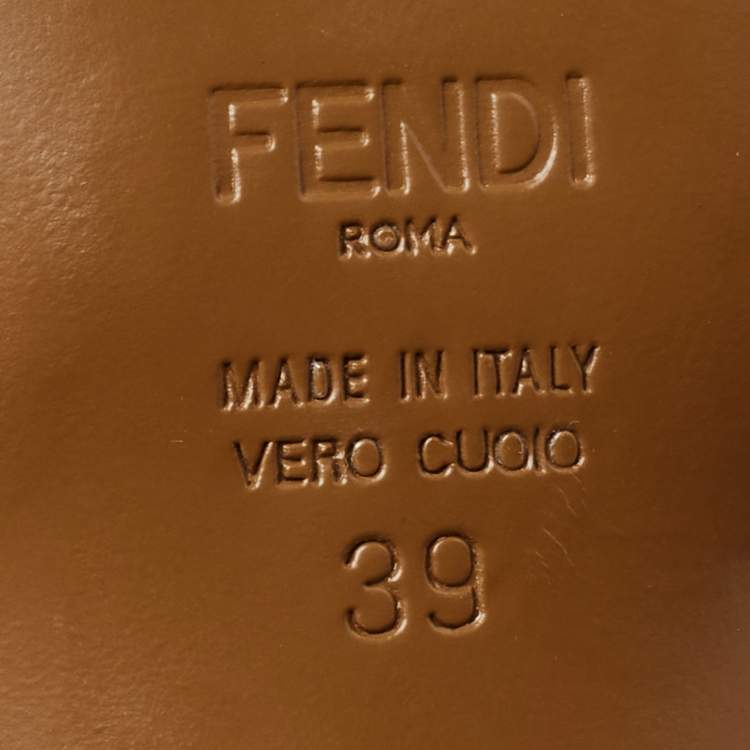 FENDI
ROMA
MADE IN ITALY
VERO CUOIO
39